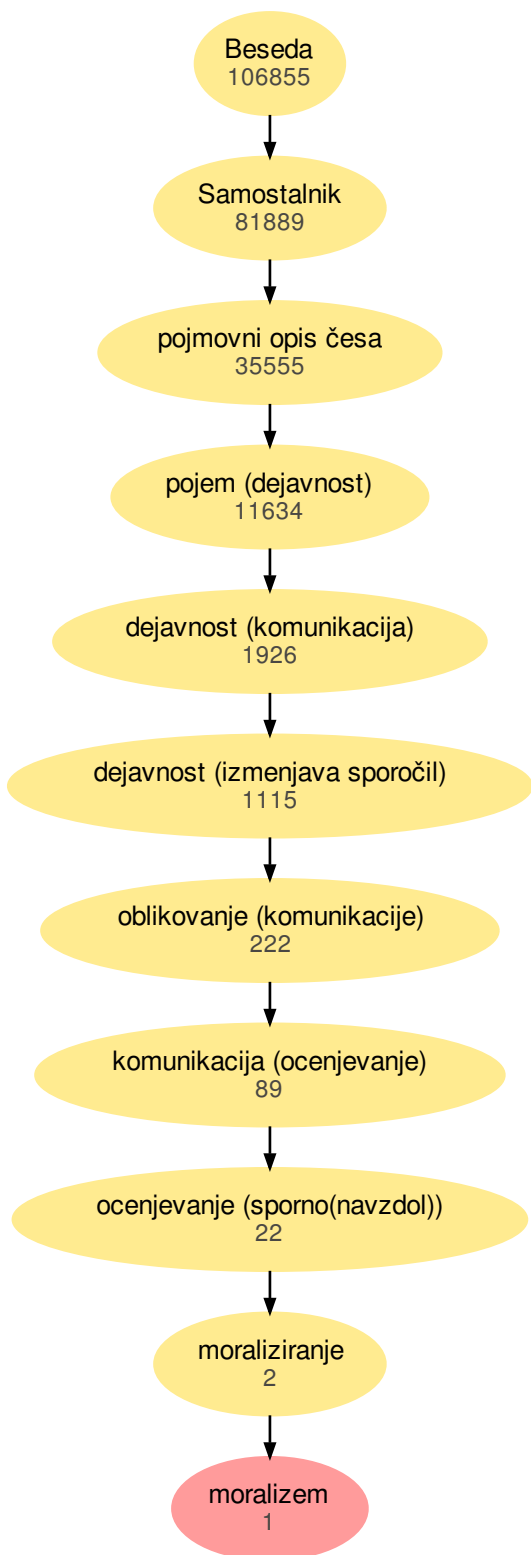 Beseda
106855
Samostalnik
81889
pojmovni opis česa
35555
pojem (dejavnost)
11634
dejavnost (komunikacija)
1926
dejavnost (izmenjava sporočil)
1115
oblikovanje (komunikacije)
222
komunikacija (ocenjevanje)
89
ocenjevanje (sporno(navzdol))
22
moraliziranje
2
moralizem
1